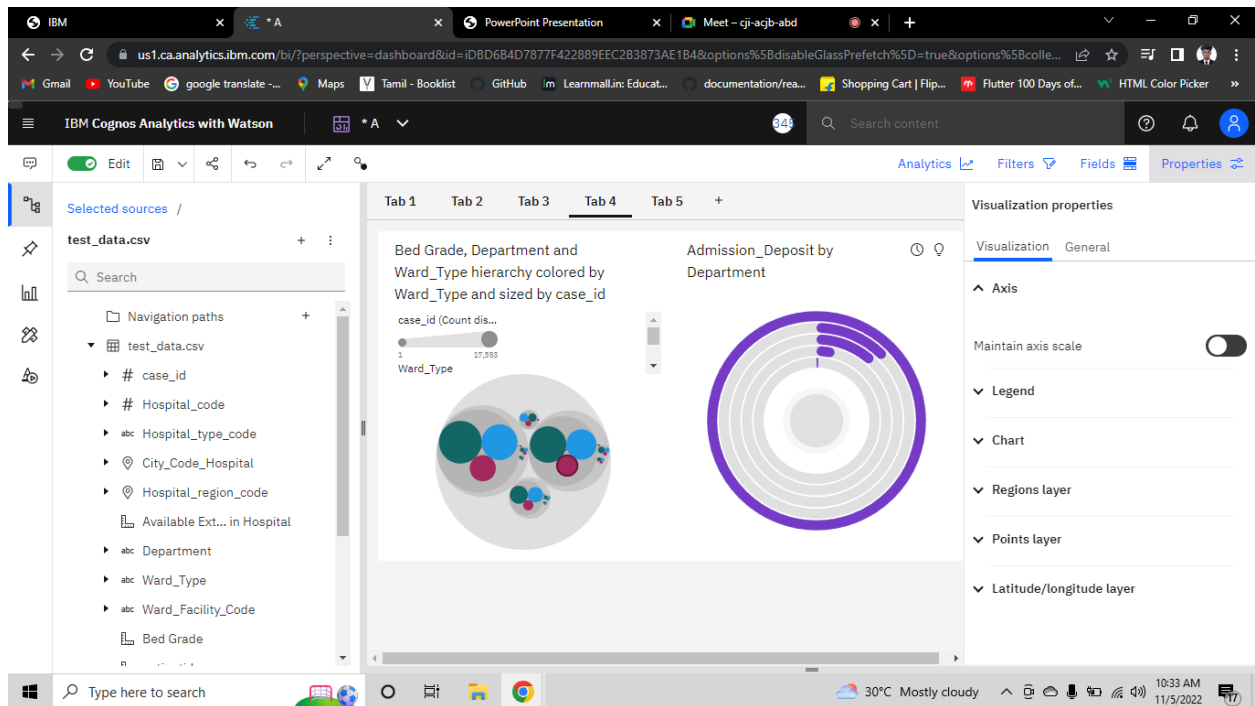 IBM
* A
PowerPoint Presentation
Meet – cji-acjb-abd
us1.ca.analytics.ibm.com/bi/?perspective=dashboard&id=iDBD6B4D7877F422889EEC2B3873AE1B4&options%5BdisableGlassPrefetch%5D=true&options%5Bcolle...
Gmail YouTube google translate -... Maps Tamil - Booklist GitHub Learnmall.in: Educat... documentation/rea... Shopping Cart | Flip... Flutter 100 Days of... HTML Color Picker »
IBM Cognos Analytics with Watson
* A
345
Search content
Edit
Analytics Filters Fields Properties
Selected sources /
test_data.csv
Search
Navigation paths
test_data.csv
# case_id
# Hospital_code
abc Hospital_type_code
City_Code_Hospital
Hospital_region_code
Available Ext... in Hospital
abc Department
abc Ward_Type
abc Ward_Facility_Code
Bed Grade
Tab 1 Tab 2 Tab 3 Tab 4 Tab 5 +
Bed Grade, Department and
Ward_Type hierarchy colored by
Ward_Type and sized by case_id
case_id (Count dis...
1 17,363
Ward_Type
Admission_Deposit by
Department
Visualization properties
Visualization General
Axis
Maintain axis scale
Legend
Chart
Regions layer
Points layer
Latitude/longitude layer
Type here to search
30°C Mostly cloudy
10:33 AM
11/5/2022
17